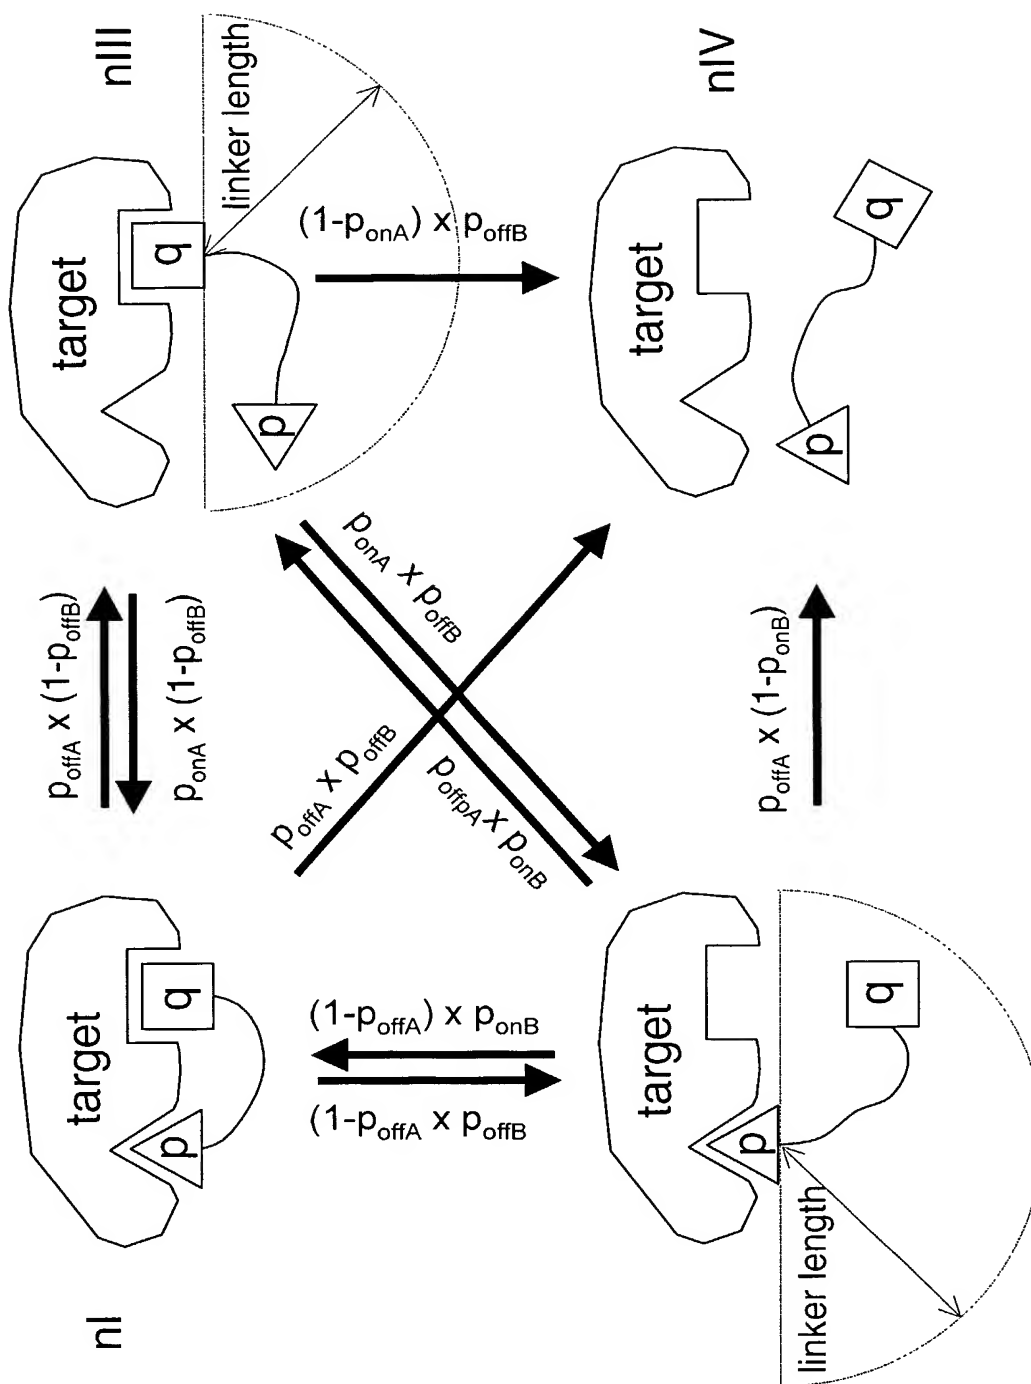 nI
target
p
q
p_offA x (1-p_offB)
p_onA x (1-p_offB)
nIII
target
p
q
linker length
(1-p_offA) x p_onB
(1-p_offA x p_offB
p_offA x p_offB
p_onA x p_offB
p_offpA x p_onB
(1-p_onA) x p_offB
target
p
q
linker length
p_offA x (1-p_onB)
nIV
target
p
q